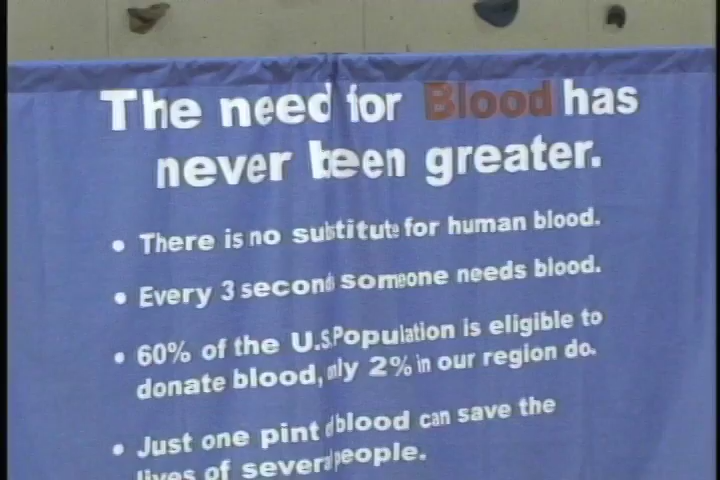 The need for Blood has
never been greater.
• There is no substitute for human blood.
• Every 3 seconds someone needs blood.
• 60% of the U.S. Population is eligible to
donate blood, only 2% in our region do.
• Just one pint of blood can save the
lives of several people.